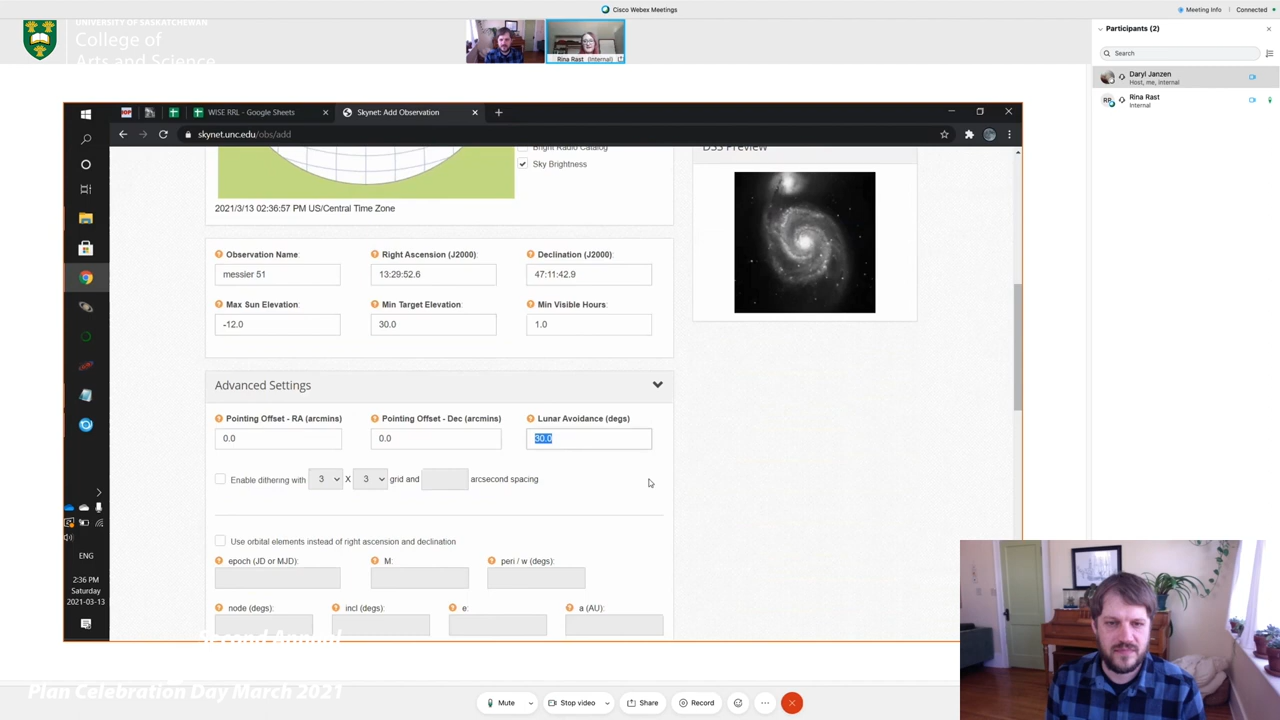 Cisco Webex Meetings
Meeting Info
Connected
UNIVERSITY OF SASKATCHEWAN
College of
Arts and Science
Rina Rast (internal)
Participants (2)
Search
Daryl Janzen
Host, me, internal
RR
Rina Rast
Internal
WISE RRL - Google Sheets
Skynet: Add Observation
skynet.unc.edu/obs/add
Bright Radio Catalog
Sky Brightness
DSS Preview
2021/3/13 02:36:57 PM US/Central Time Zone
Observation Name:
Right Ascension (J2000):
Declination (J2000):
messier 51
13:29:52.6
47:11:42.9
Max Sun Elevation:
Min Target Elevation:
Min Visible Hours:
-12.0
30.0
1.0
Advanced Settings
Pointing Offset - RA (arcmins)
Pointing Offset - Dec (arcmins)
Lunar Avoidance (degs)
0.0
0.0
30.0
Enable dithering with 3 X 3 grid and arcsecond spacing
Use orbital elements instead of right ascension and declination
epoch (JD or MJD):
M:
peri / w (degs):
node (degs):
incl (degs):
e:
a (AU):
ENG
2:36 PM
Saturday
2021-03-13
Second Annual
Plan Celebration Day March 2021
Mute
Stop video
Share
Record